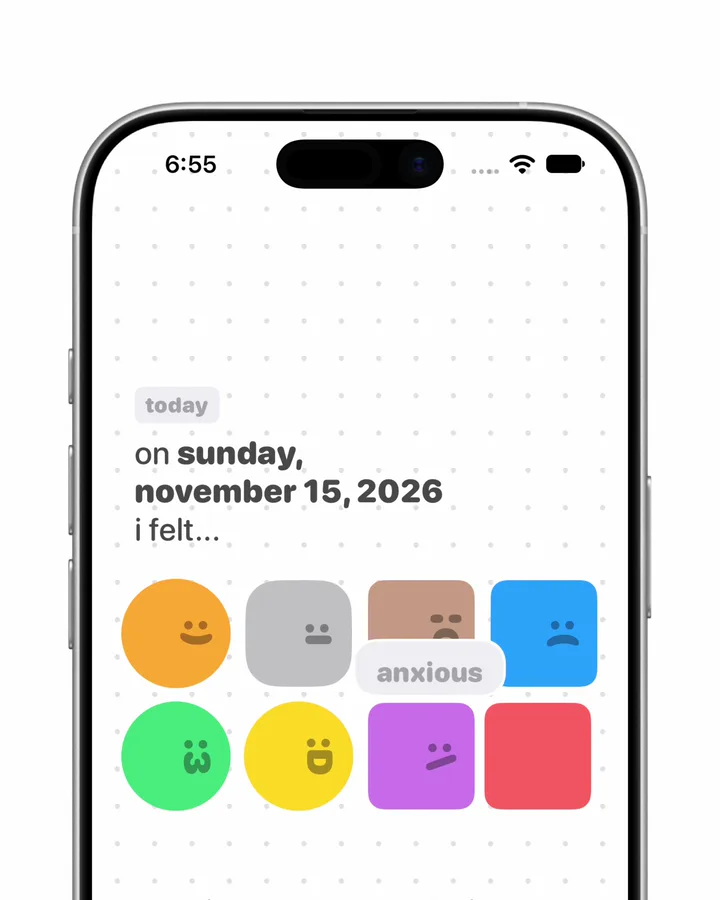 6:55
today
on sunday,
november 15, 2026
i felt...
anxious